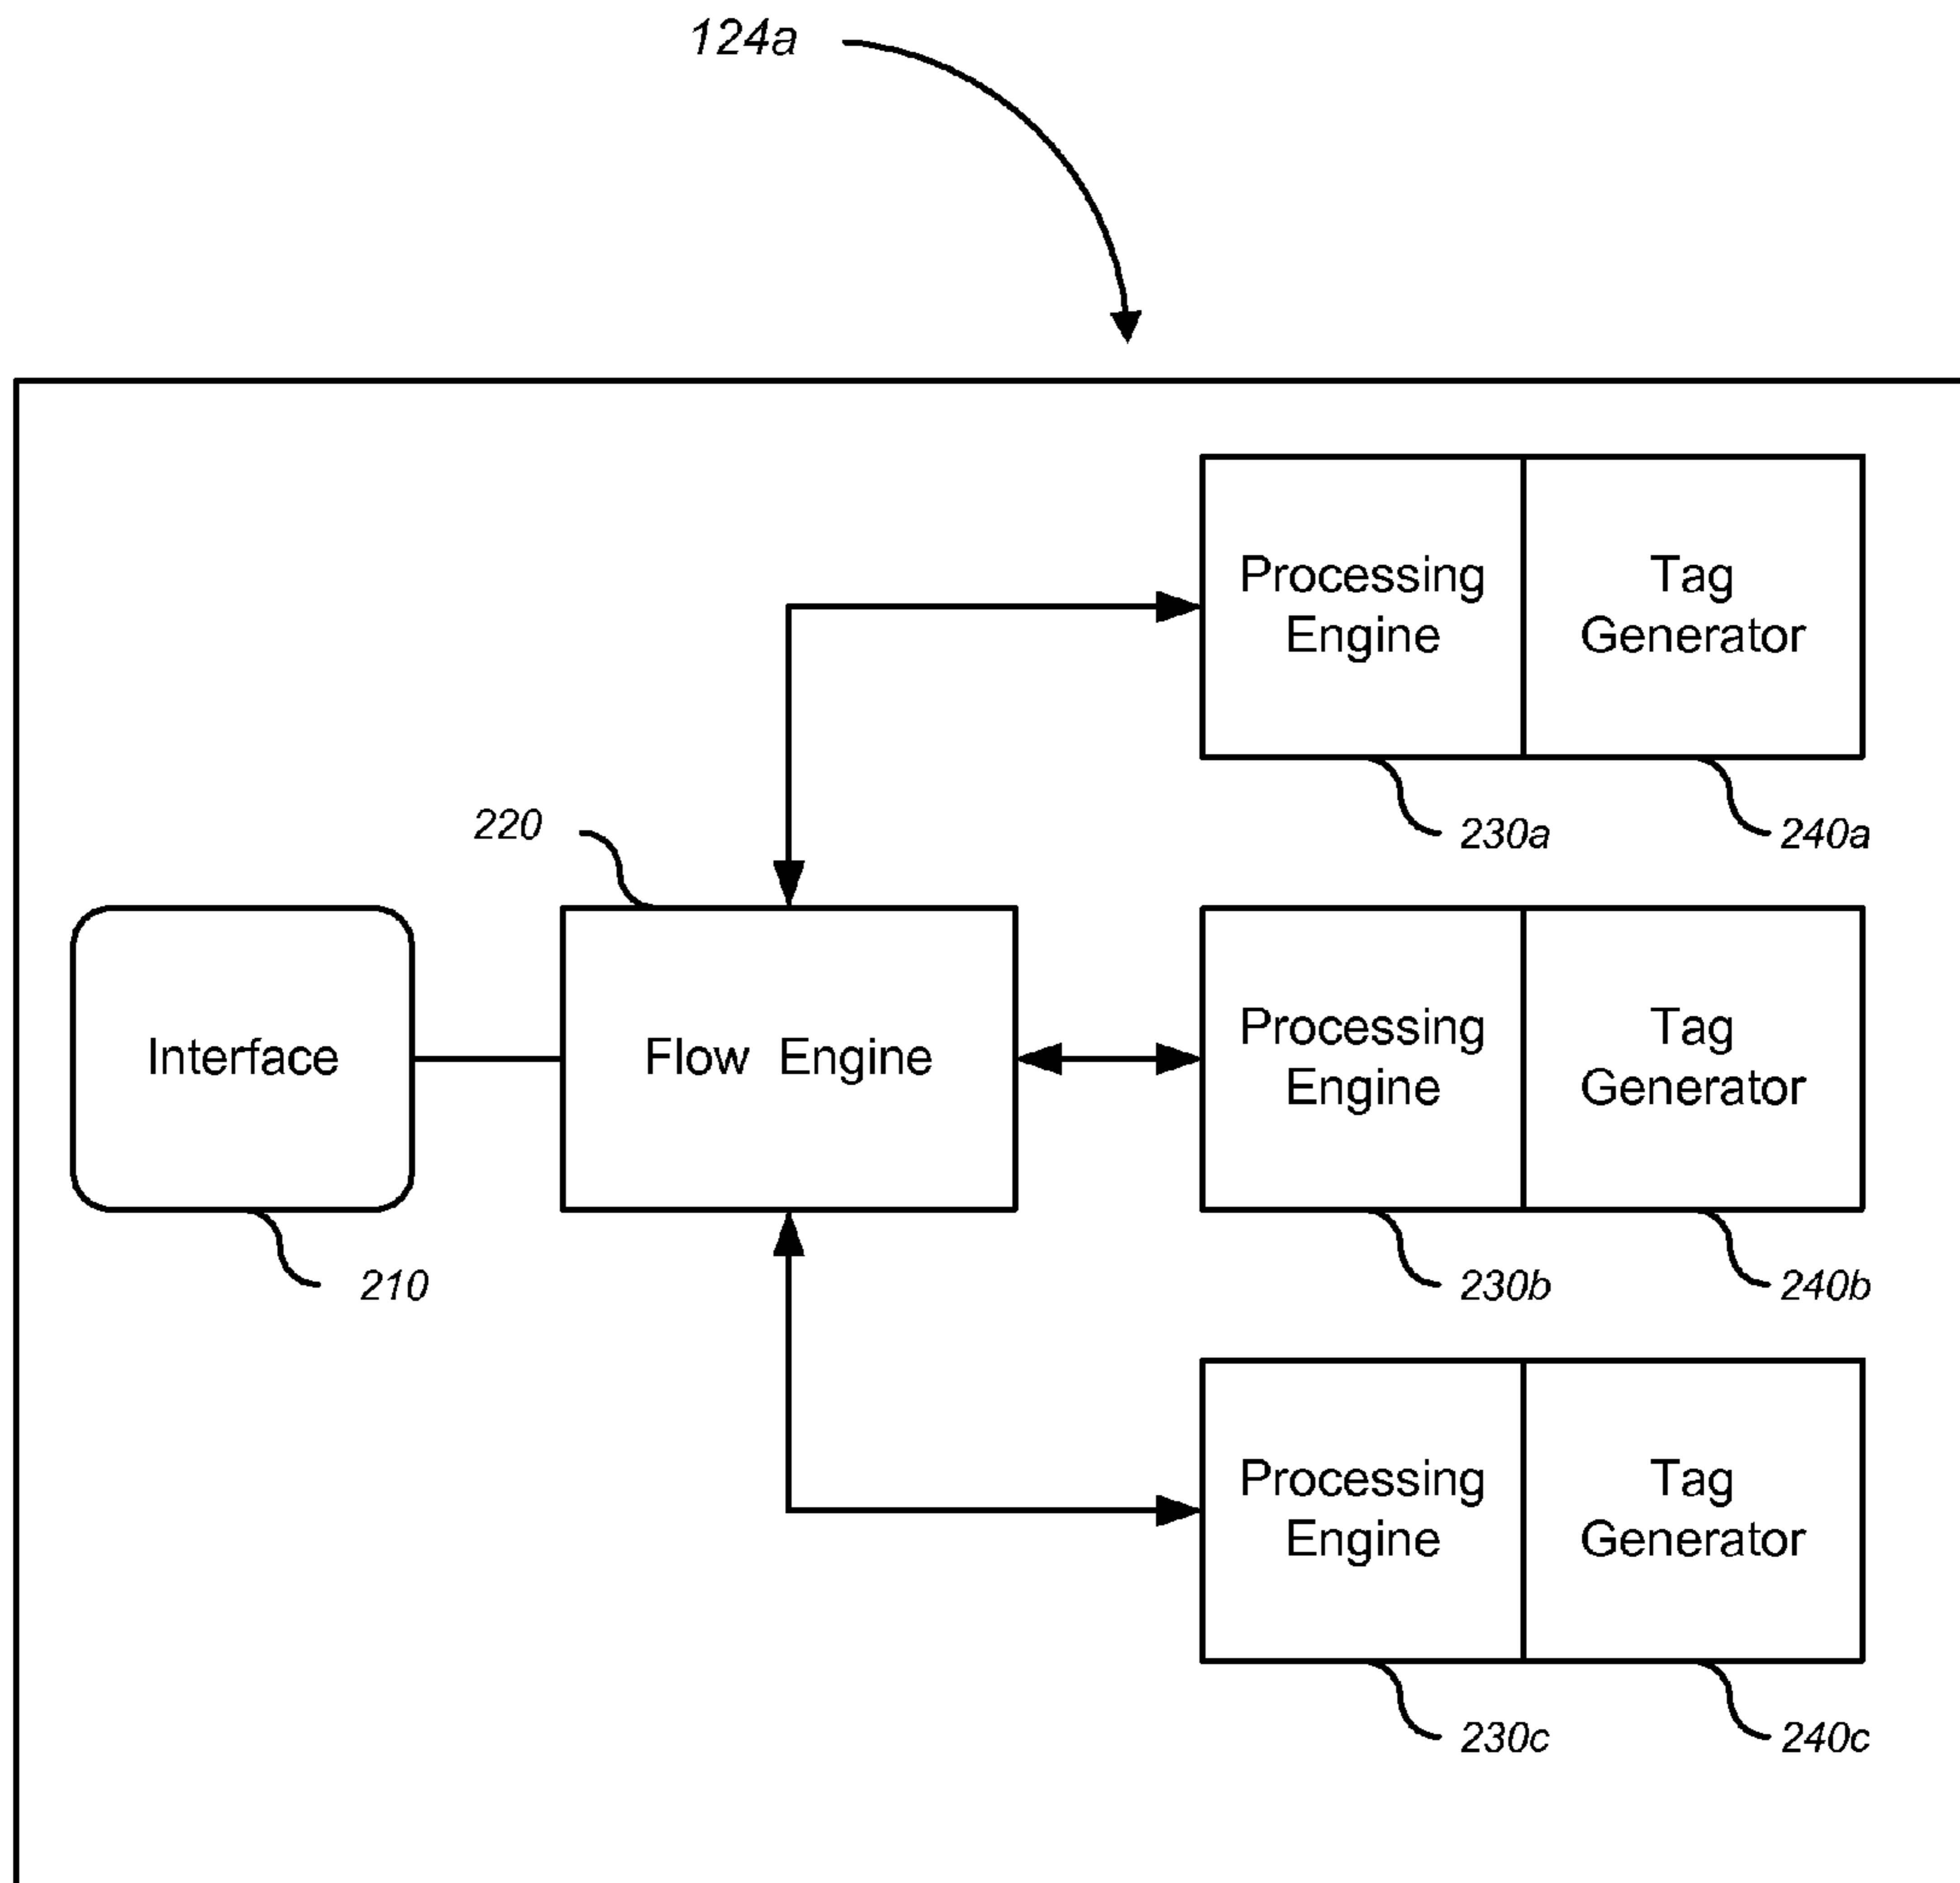 124a
Processing
Engine
Tag
Generator
230a
240a
220
Interface
Flow Engine
Processing
Engine
Tag
Generator
210
230b
240b
Processing
Engine
Tag
Generator
230c
240c